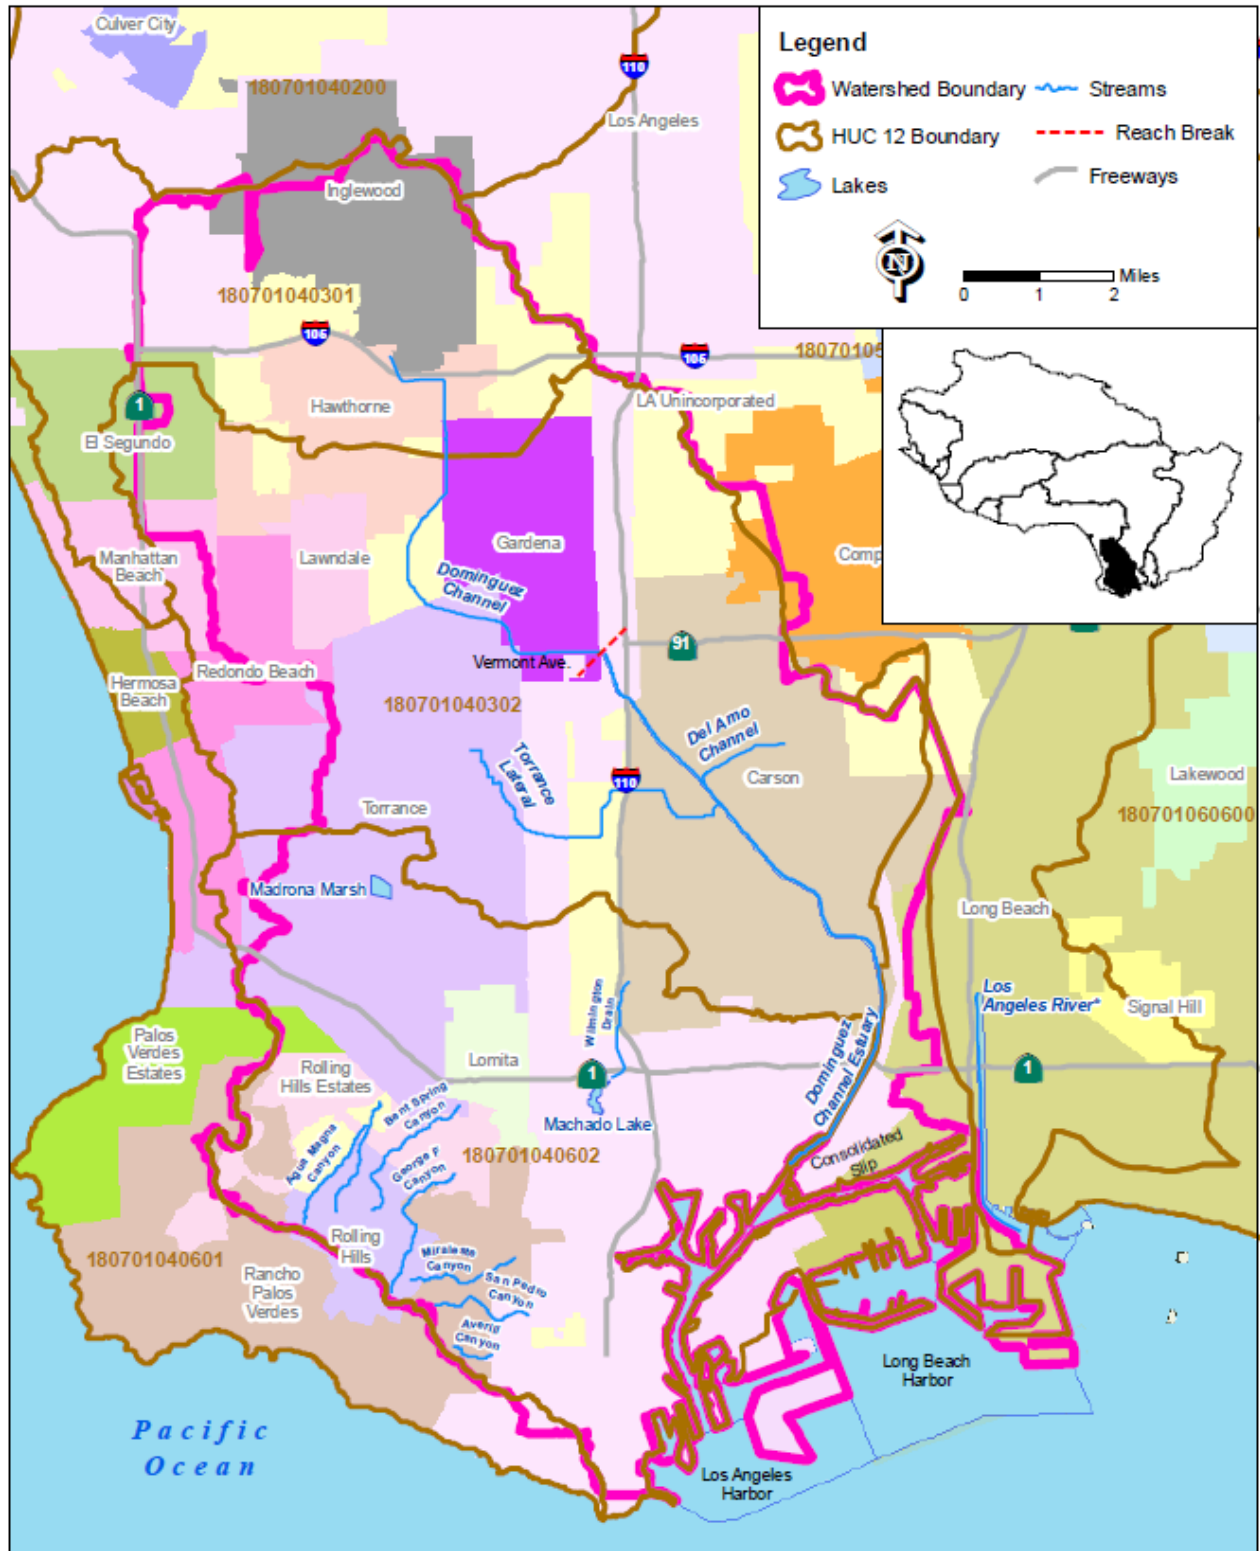 Culver City
180701040200
110
Los Angeles
Inglewood
Legend
Watershed Boundary
Streams
HUC 12 Boundary
Reach Break
Lakes
Freeways
N
Miles
0 1 2
180701040301
105
105
1807010
1
Hawthorne
LA Unincorporated
El Segundo
Gardena
Manhattan
Beach
Lawndale
Comp
Dominguez
Channel
91
Vermont Ave.
Redondo Beach
Hermosa
Beach
180701040302
Del Amo
Channel
Torrance
Lateral
110
Carson
Lakewood
Torrance
180701060600
Madrona Marsh
Long Beach
Los
Angeles River*
Signal Hill
Wilmington
Drain
Palos
Verdes
Estates
Rolling
Hills Estates
Lomita
1
1
Dominguez
Channel Estuary
Machado Lake
Bent Spring
Canyon
Agua Magna
Canyon
George F
Canyon
180701040602
Consolidated
Slip
Rolling
Hills
180701040601
Miraleste
Canyon
San Pedro
Canyon
Rancho
Palos
Verdes
Averig
Canyon
Long Beach
Harbor
Pacific
Ocean
Los Angeles
Harbor